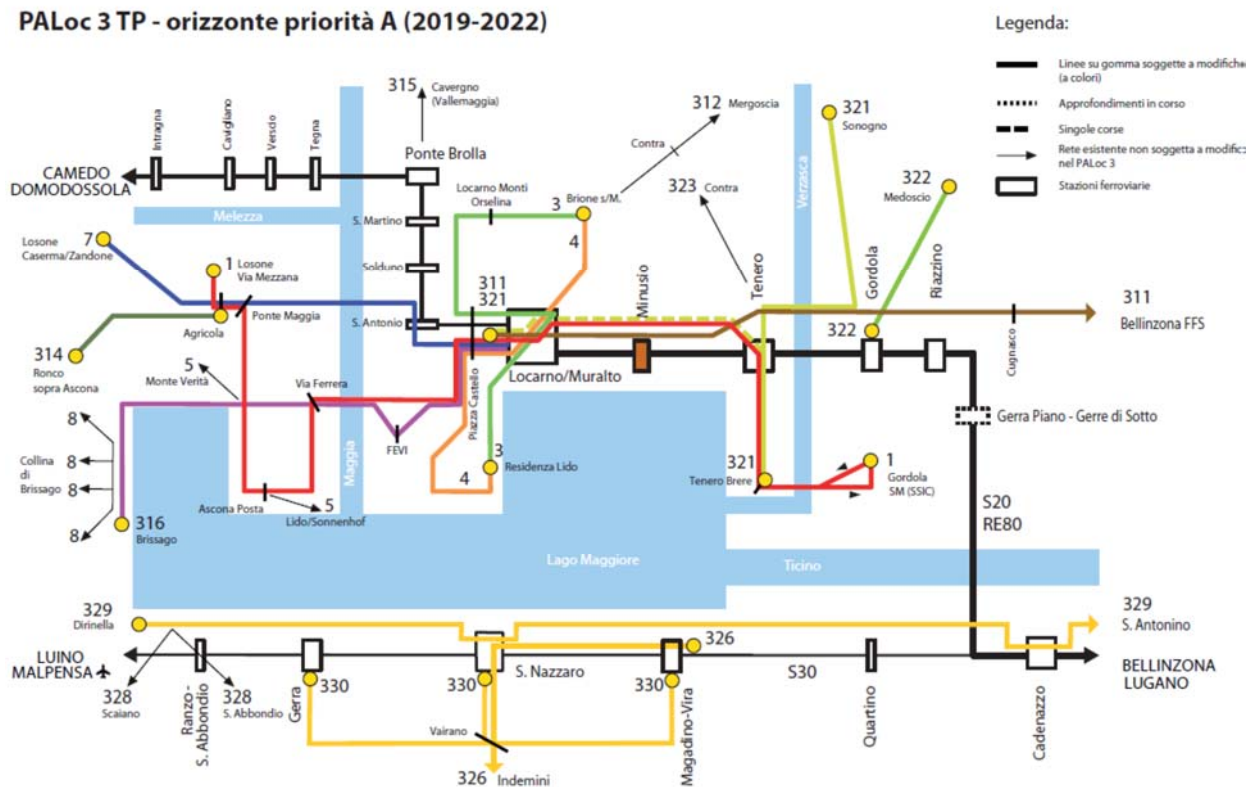 PALoc 3 TP - orizzonte priorità A (2019-2022)
Legenda:
Linee su gomma soggette a modifiche
(a colori)
Approfondimenti in corso
Singole corse
Rete esistente non soggetta a modific
nel PALoc 3
Stazioni ferroviarie
315
Cavergno
(Vallemaggia)
312
Mergoscia
Contra
321
Sonogno
Intragna
Cavigliano
Verscio
Tegna
Ponte Brolla
CAMEDO
DOMODOSSOLA
Locarno Monti
Orselina
3
Brione s/M.
323
Contra
Verzasca
322
Medoscio
Melezza
S. Martino
4
7
Losone
Caserma/Zandone
1
Losone
Via Mezzana
Solduno
311
321
Minusio
Tenero
Gordola
Riazzino
311
Bellinzona FFS
Ponte Maggia
S. Antonio
Agricola
322
Cugnasco
314
Ronco
sopra Ascona
5
Monte Verità
Via Ferrera
Piazza Castello
Locarno/Muralto
8
8
8
8
Collina
di
Brissago
Maggia
FEVI
3
Residenza Lido
4
Gerra Piano - Gerre di Sotto
321
Tenero Brere
1
Gordola
SM (SSIC)
Ascona Posta
5
Lido/Sonnenhof
316
Brissago
S20
RE80
Lago Maggiore
Ticino
329
Dirinella
329
S. Antonino
326
LUINO
MALPENSA
S. Nazzaro
S30
BELLINZONA
LUGANO
328
Scaiano
328
S. Abbondio
Ranzo-
S. Abbondio
Gerra
330
330
330
Magadino-Vira
Quartino
Cadenazzo
Vairano
326
Indemini